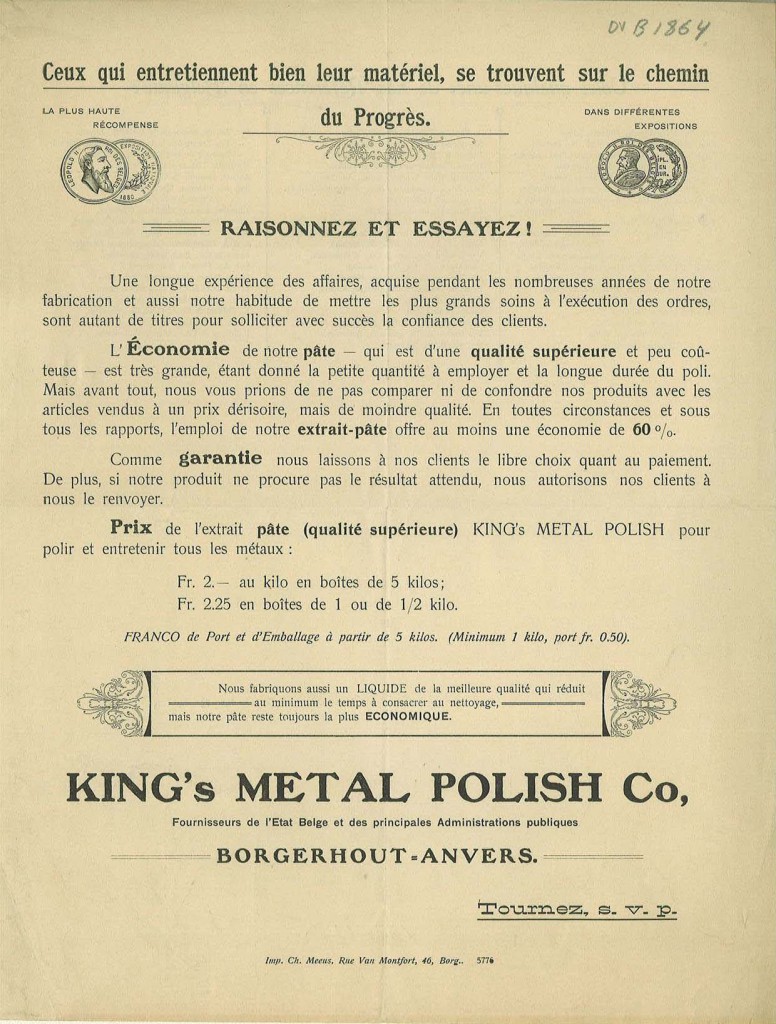 DV B 1864
Ceux qui entretiennent bien leur matériel, se trouvent sur le chemin
du Progrès.
LA PLUS HAUTE
RÉCOMPENSE
DANS DIFFÉRENTES
EXPOSITIONS
RAISONNEZ ET ESSAYEZ!
Une longue expérience des affaires, acquise pendant les nombreuses années de notre
fabrication et aussi notre habitude de mettre les plus grands soins à l'exécution des ordres,
sont autant de titres pour solliciter avec succès la confiance des clients.
L'Économie de notre pâte — qui est d'une qualité supérieure et peu coû-
teuse — est très grande, étant donné la petite quantité à employer et la longue durée du poli.
Mais avant tout, nous vous prions de ne pas comparer ni de confondre nos produits avec les
articles vendus à un prix dérisoire, mais de moindre qualité. En toutes circonstances et sous
tous les rapports, l'emploi de notre extrait-pâte offre au moins une économie de 60 %.
Comme garantie nous laissons à nos clients le libre choix quant au paiement.
De plus, si notre produit ne procure pas le résultat attendu, nous autorisons nos clients à
nous le renvoyer.
Prix de l'extrait pâte (qualité supérieure) KING's METAL POLISH pour
polir et entretenir tous les métaux :
Fr. 2.— au kilo en boîtes de 5 kilos;
Fr. 2.25 en boîtes de 1 ou de 1/2 kilo.
FRANCO de Port et d'Emballage à partir de 5 kilos. (Minimum 1 kilo, port fr. 0.50).
Nous fabriquons aussi un LIQUIDE de la meilleure qualité qui réduit
au minimum le temps à consacrer au nettoyage,
mais notre pâte reste toujours la plus ECONOMIQUE.
KING's METAL POLISH Co,
Fournisseurs de l'Etat Belge et des principales Administrations publiques
BORGERHOUT=ANVERS.
Tournez, s. v. p.
Imp. Ch. Meeus, Rue Van Montfort, 46, Borg.. 5776